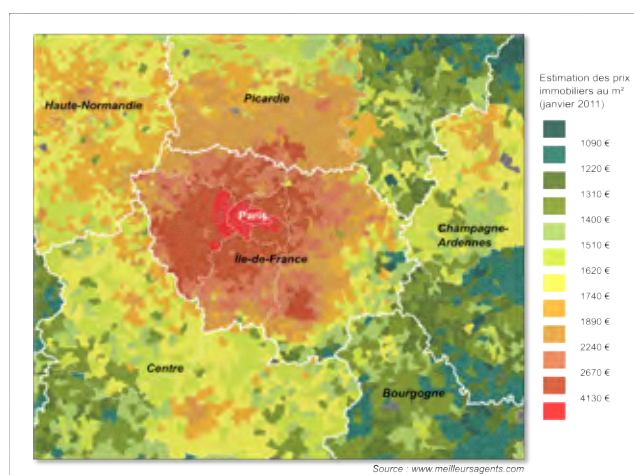 Haute-Normandie
Picardie
Paris
Île-de-France
Champagne-
Ardennes
Centre
Bourgogne
Estimation des prix
immobiliers au m²
(janvier 2011)
1090 €
1220 €
1310 €
1400 €
1510 €
1620 €
1740 €
1890 €
2240 €
2670 €
4130 €
Source : www.meilleursagents.com